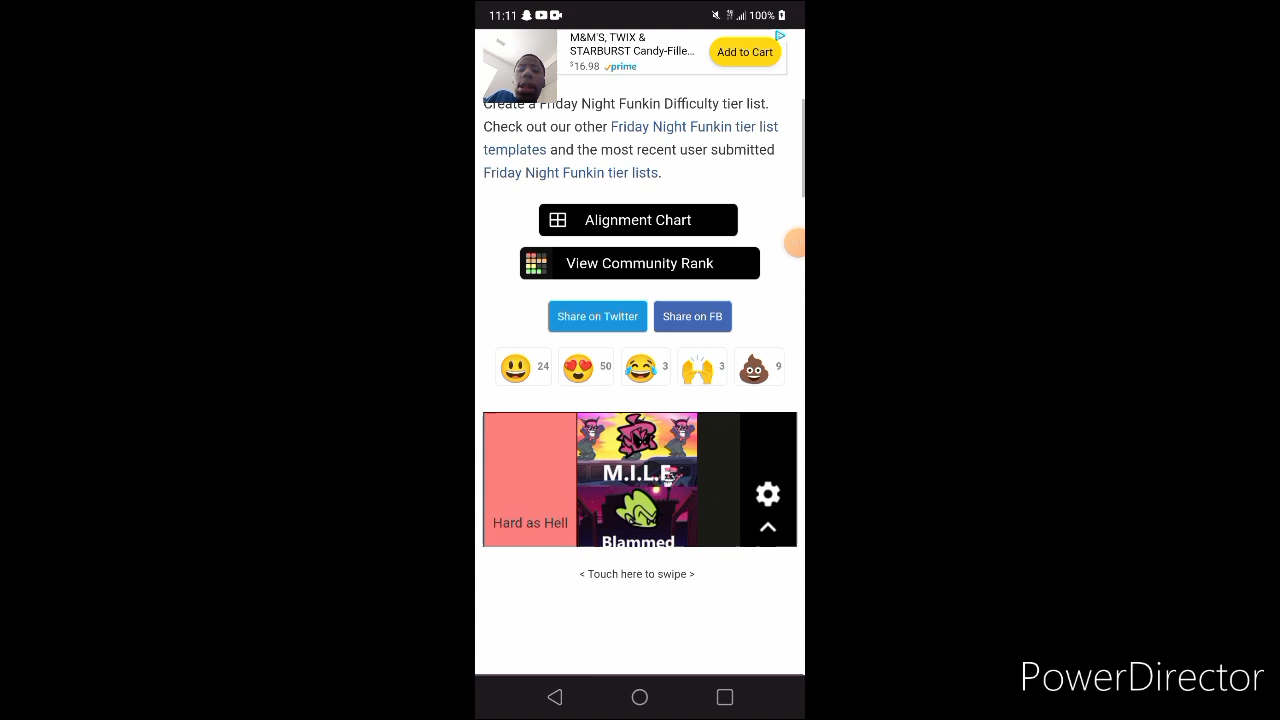 11:11
100%
M&M'S, TWIX &
STARBURST Candy-Fille...
$16.98 prime
Add to Cart
Create a Friday Night Funkin Difficulty tier list.
Check out our other Friday Night Funkin tier list
templates and the most recent user submitted
Friday Night Funkin tier lists.
Alignment Chart
View Community Rank
Share on Twitter
Share on FB
24
50
3
3
9
M.I.L.F
Hard as Hell
Blammed
< Touch here to swipe >
PowerDirector